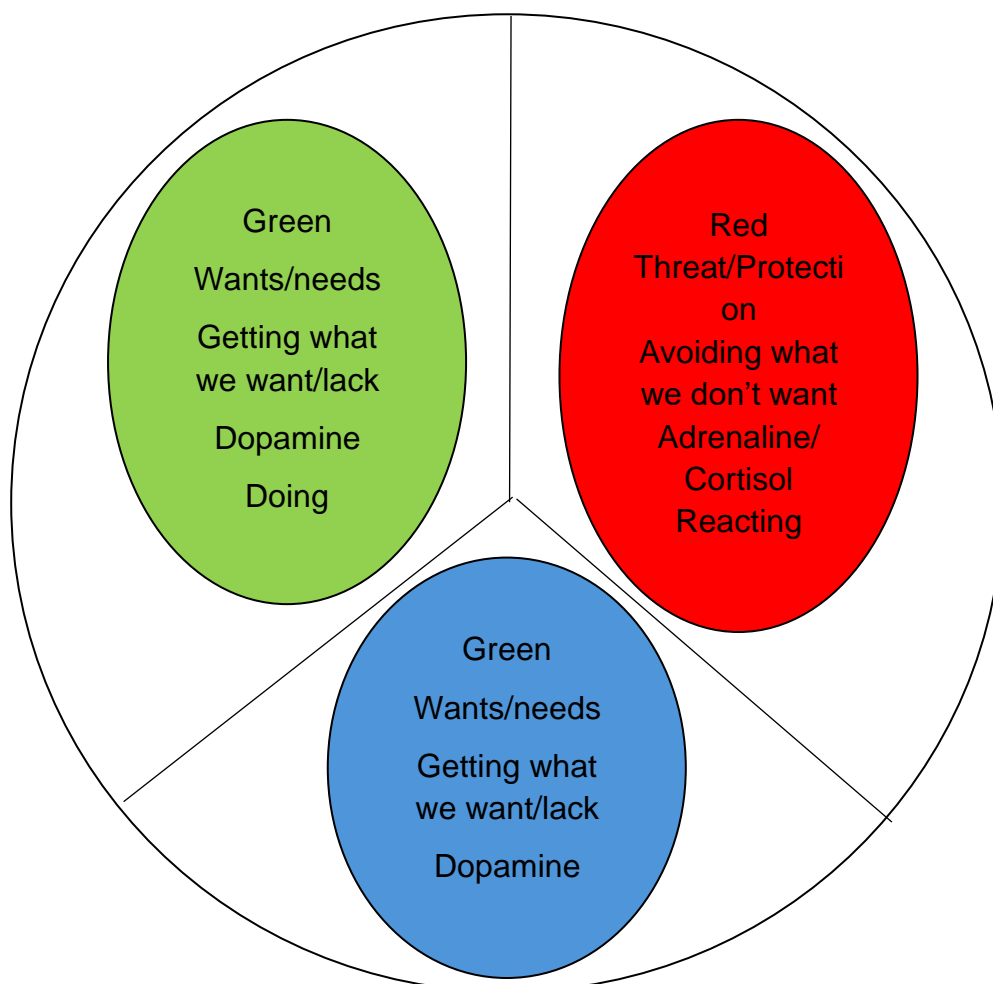 Green
Wants/needs
Getting what
we want/lack
Dopamine
Doing
Red
Threat/Protecti
on
Avoiding what
we don’t want
Adrenaline/
Cortisol
Reacting
Green
Wants/needs
Getting what
we want/lack
Dopamine